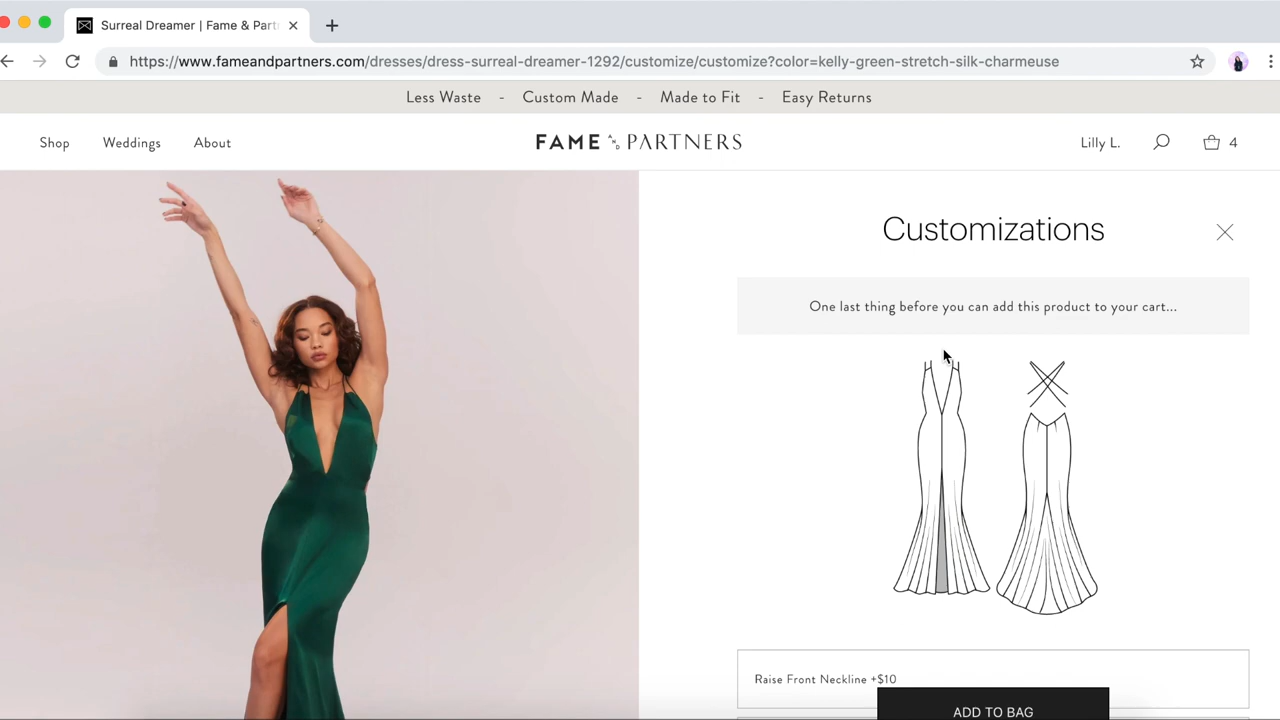 Surreal Dreamer | Fame & Part
https://www.fameandpartners.com/dresses/dress-surreal-dreamer-1292/customize/customize?color=kelly-green-stretch-silk-charmeuse
Less Waste - Custom Made - Made to Fit - Easy Returns
Shop Weddings About FAME AND PARTNERS Lilly L. 4
Customizations
One last thing before you can add this product to your cart...
Raise Front Neckline +$10
ADD TO BAG